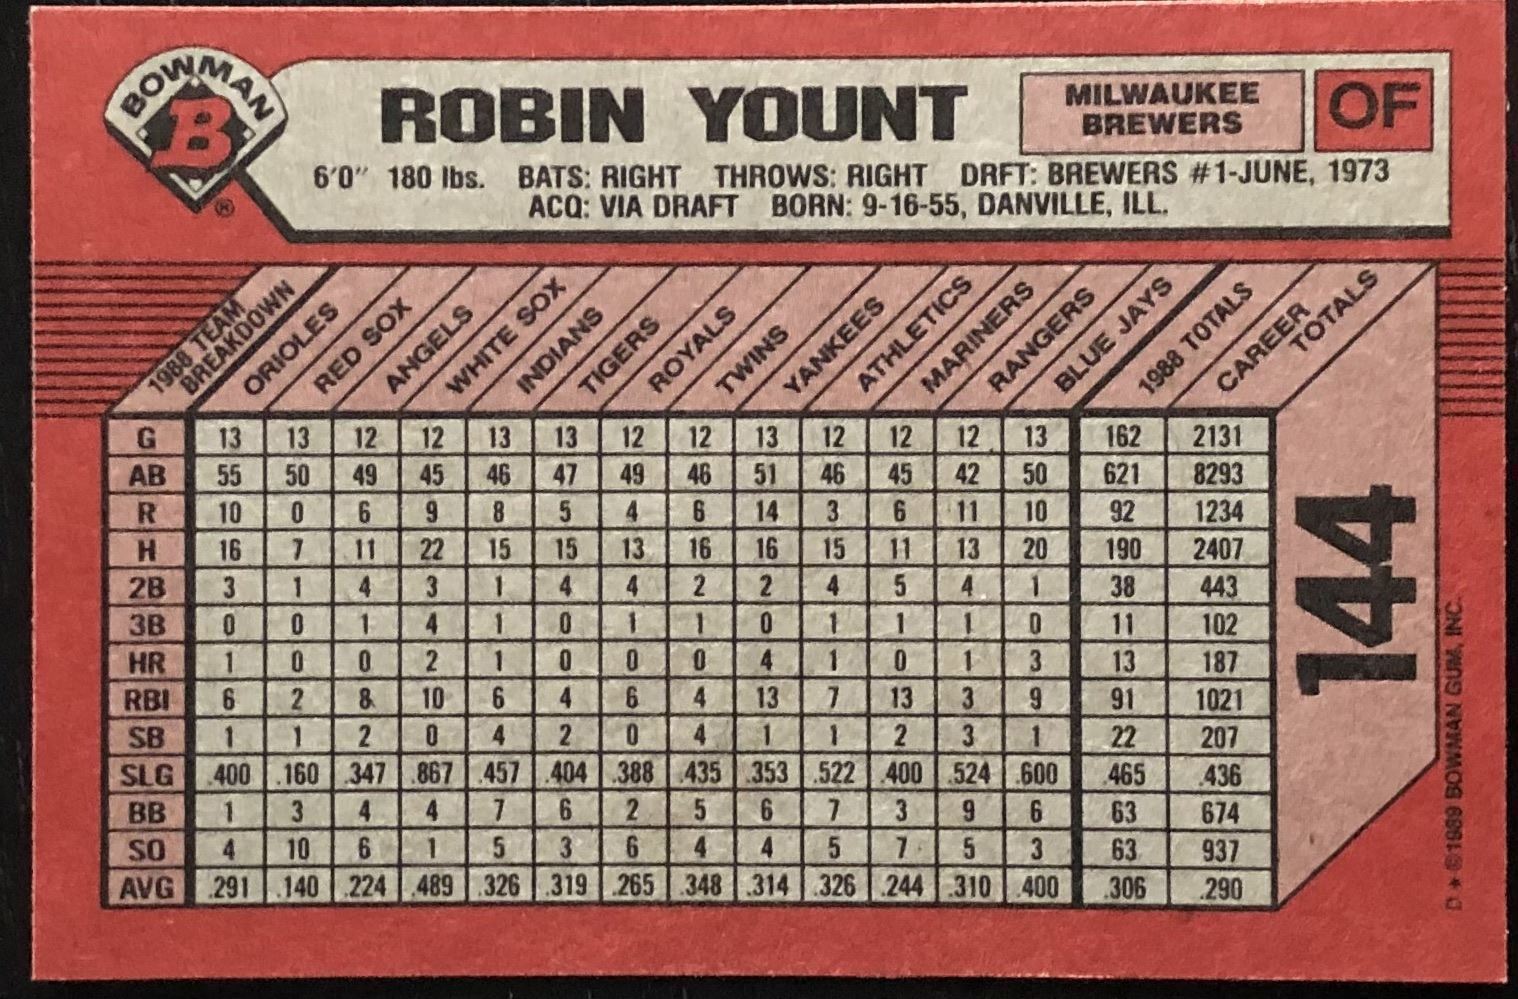 BOWMAN
B
®
ROBIN YOUNT
MILWAUKEE
BREWERS
OF
6'0" 180 lbs. BATS: RIGHT THROWS: RIGHT DRFT: BREWERS #1-JUNE, 1973
ACQ: VIA DRAFT BORN: 9-16-55, DANVILLE, ILL.
1988 TEAM
BREAKDOWN
ORIOLES
RED SOX
ANGELS
WHITE SOX
INDIANS
TIGERS
ROYALS
TWINS
YANKEES
ATHLETICS
MARINERS
RANGERS
BLUE JAYS
1988 TOTALS
CAREER
TOTALS
G 13 13 12 12 13 13 12 12 13 12 12 12 13 162 2131
AB 55 50 49 45 46 47 49 46 51 46 45 42 50 621 8293
R 10 0 6 9 8 5 4 6 14 3 6 11 10 92 1234
H 16 7 11 22 15 15 13 16 16 15 11 13 20 190 2407
2B 3 1 4 3 1 4 4 2 2 4 5 4 1 38 443
3B 0 0 1 4 1 0 1 1 0 1 1 1 0 11 102
HR 1 0 0 2 1 0 0 0 4 1 0 1 3 13 187
RBI 6 2 8 10 6 4 6 4 13 7 13 3 9 91 1021
SB 1 1 2 0 4 2 0 4 1 1 2 3 1 22 207
SLG .400 .160 .347 .867 .457 .404 .388 .435 .353 .522 .400 .524 .600 .465 .436
BB 1 3 4 4 7 6 2 5 6 7 3 9 6 63 674
SO 4 10 6 1 5 3 6 4 4 5 7 5 3 63 937
AVG .291 .140 .224 .489 .326 .319 .265 .348 .314 .326 .244 .310 .400 .306 .290
144
D * © 1989 BOWMAN GUM, INC.